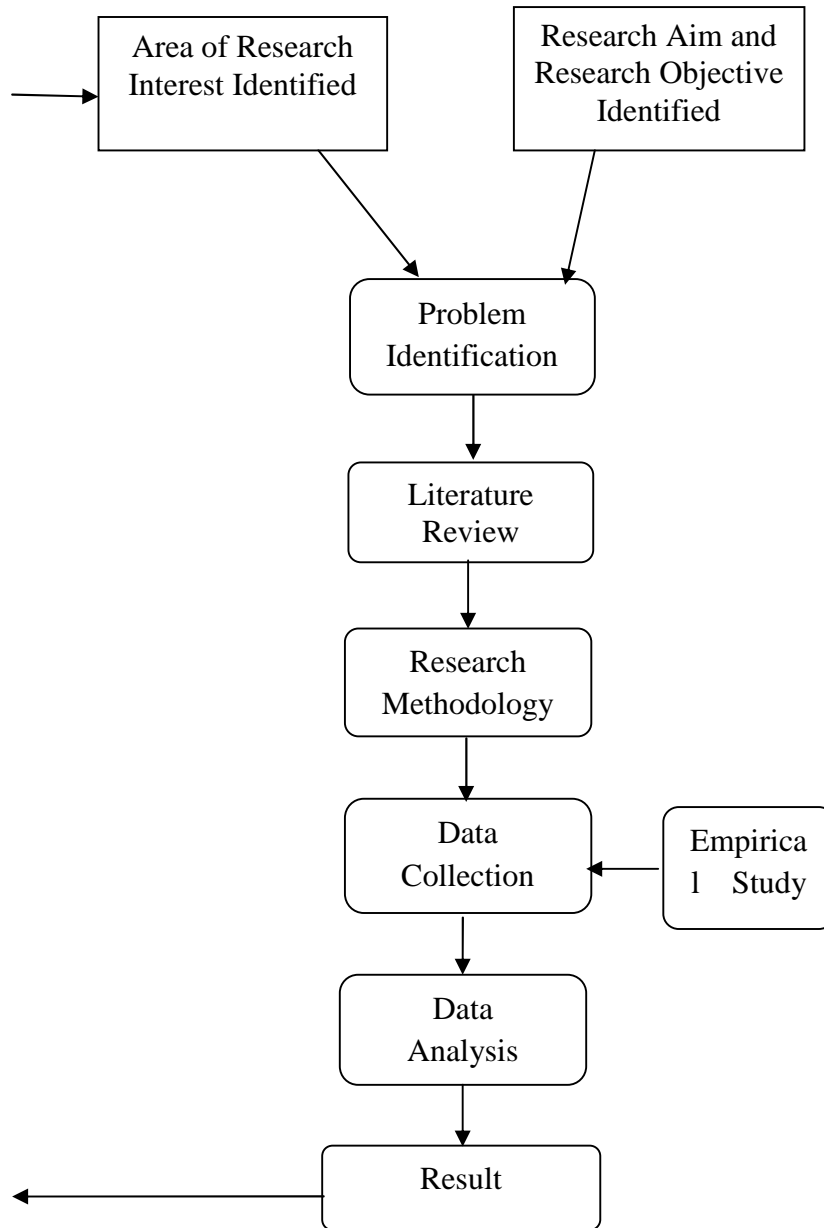 Area of Research
Interest Identified
Research Aim and
Research Objective
Identified
Problem
Identification
Literature
Review
Research
Methodology
Data
Collection
Empirica
l Study
Data
Analysis
Result